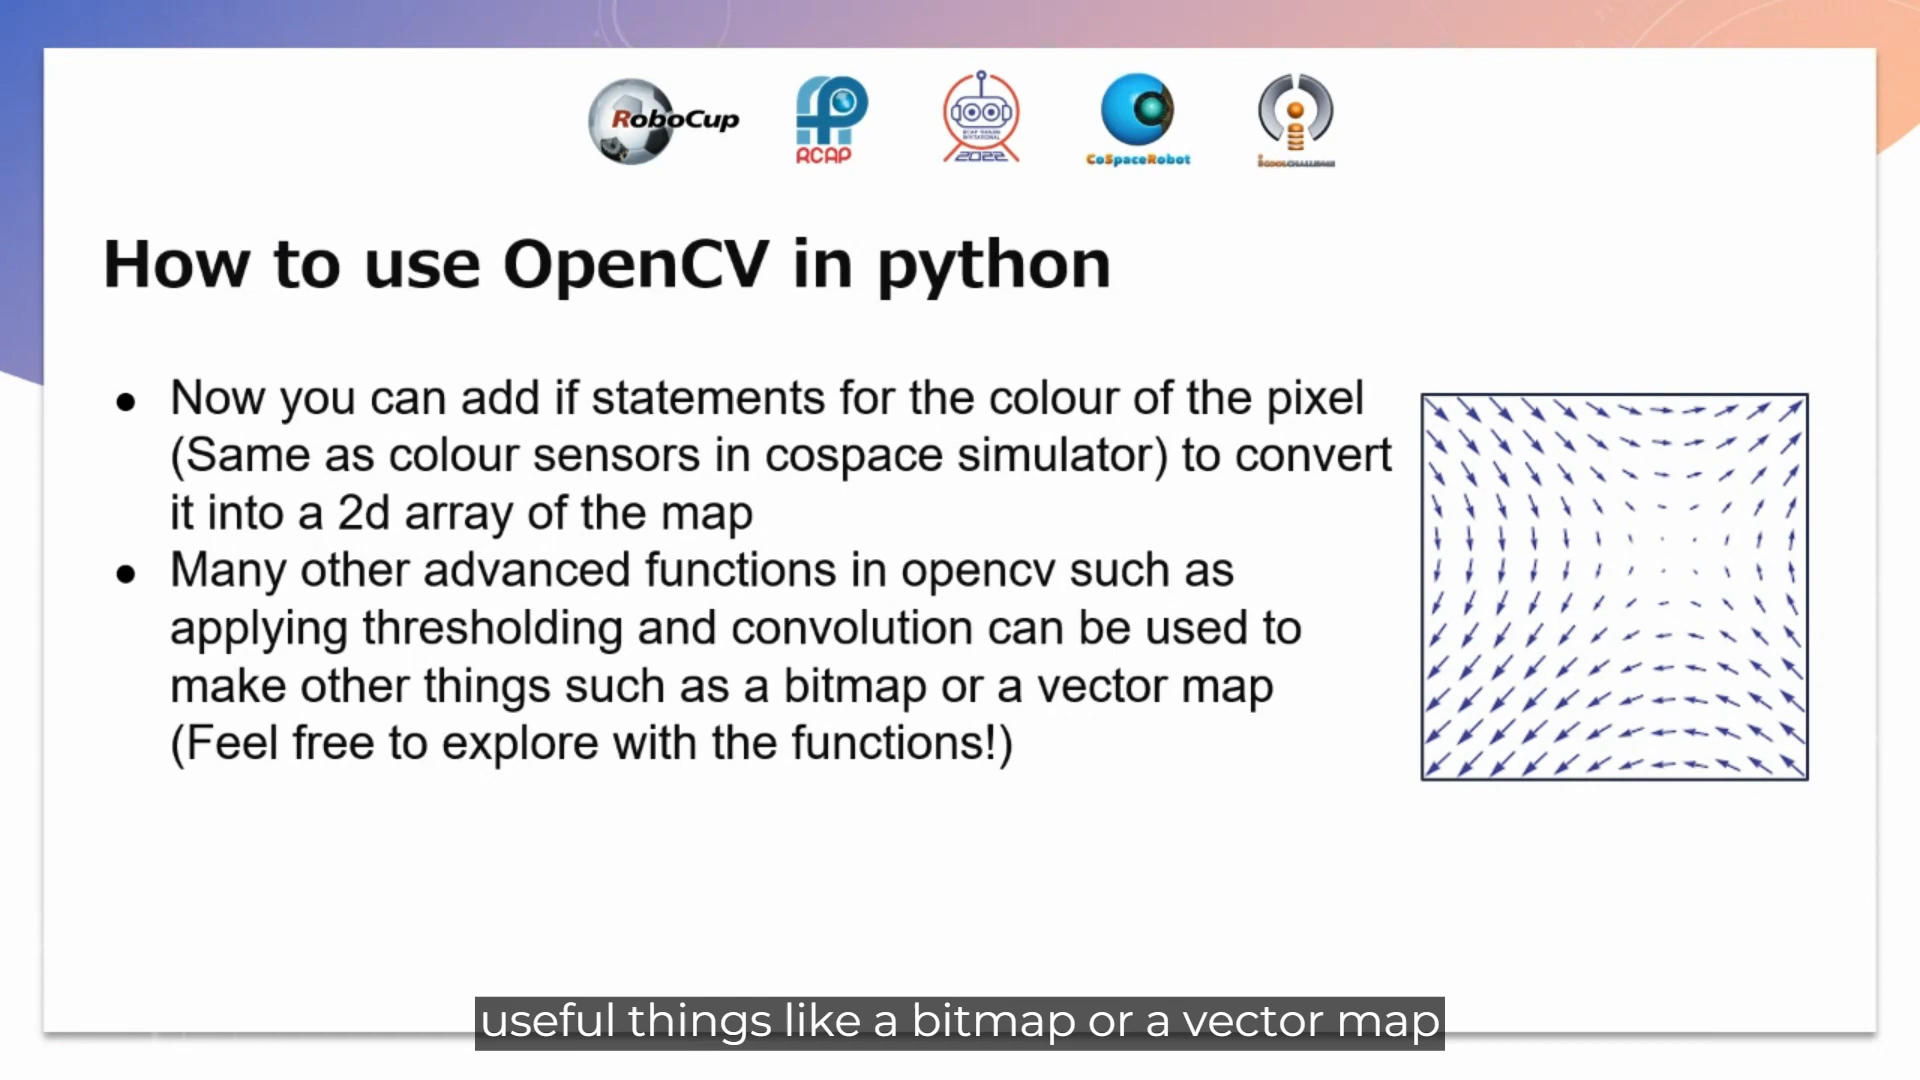 RoboCup
RCAP
RCAP TIANJIN
INVITATIONAL
2022
CoSpaceRobot
How to use OpenCV in python
● Now you can add if statements for the colour of the pixel
(Same as colour sensors in cospace simulator) to convert
it into a 2d array of the map
● Many other advanced functions in opencv such as
applying thresholding and convolution can be used to
make other things such as a bitmap or a vector map
(Feel free to explore with the functions!)
useful things like a bitmap or a vector map